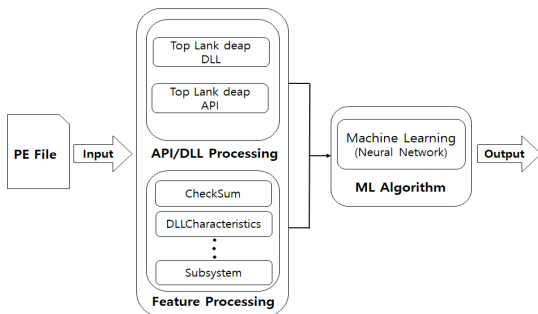 PE File
Input
Top Lank deap
DLL
Top Lank deap
API
API/DLL Processing
CheckSum
DLLCharacteristics
Subsystem
Feature Processing
Machine Learning
(Neural Network)
ML Algorithm
Output